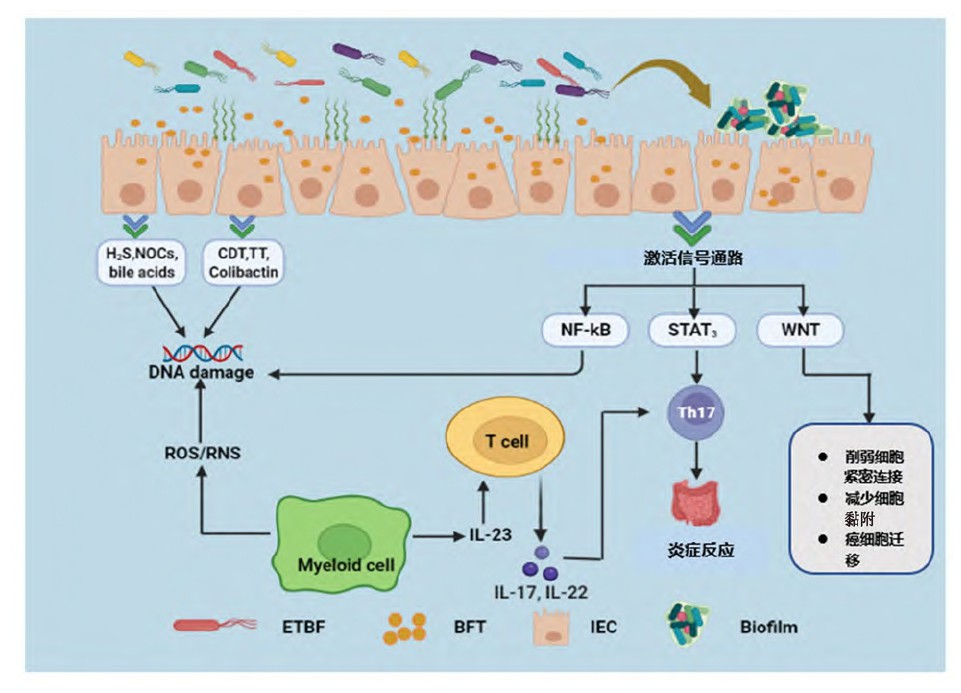 H₂S,NOCs,
bile acids
CDT,TT,
Colibactin
激活信号通路
NF-kB
STAT₃
WNT
DNA damage
Th17
T cell
ROS/RNS
削弱细胞
紧密连接
减少细胞
黏附
癌细胞迁
移
IL-23
炎症反应
Myeloid cell
IL-17, IL-22
ETBF
BFT
IEC
Biofilm